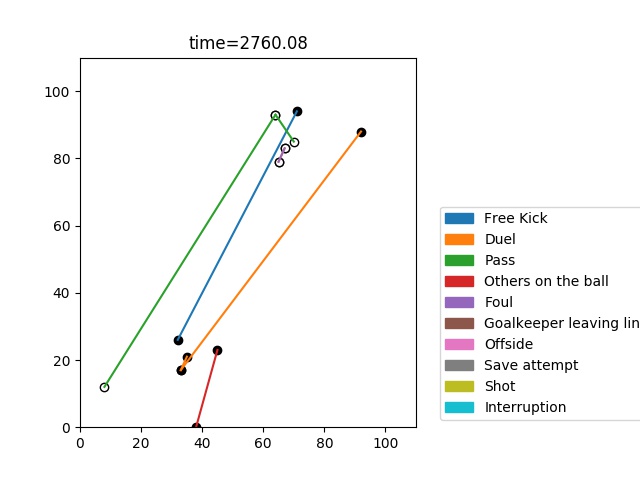 time=2760.08
100
80
60
40
20
0
0 20 40 60 80 100
Free Kick
Duel
Pass
Others on the ball
Foul
Goalkeeper leaving lin
Offside
Save attempt
Shot
Interruption